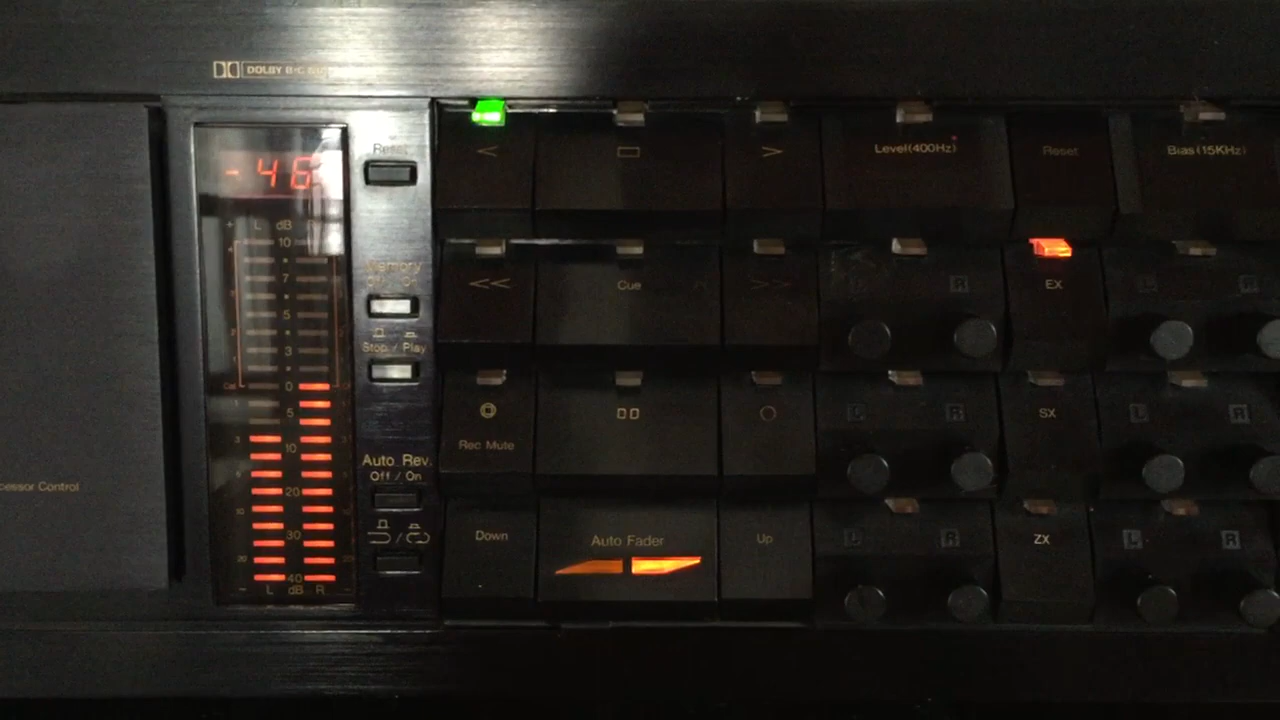 DOLBY B-C
Reset
- 46
+ L dB R
10
7
5
3
0
5
10
20
30
40
- L dB R
Memory
Stop / Play
Auto Rev.
Off / On
<
>
Level(400Hz)
Reset
Bias(15KHz)
<<
Cue
>>
R
EX
L
R
Rec Mute
L
R
SX
L
R
Down
Auto Fader
Up
L
R
ZX
L
R
cessor Control